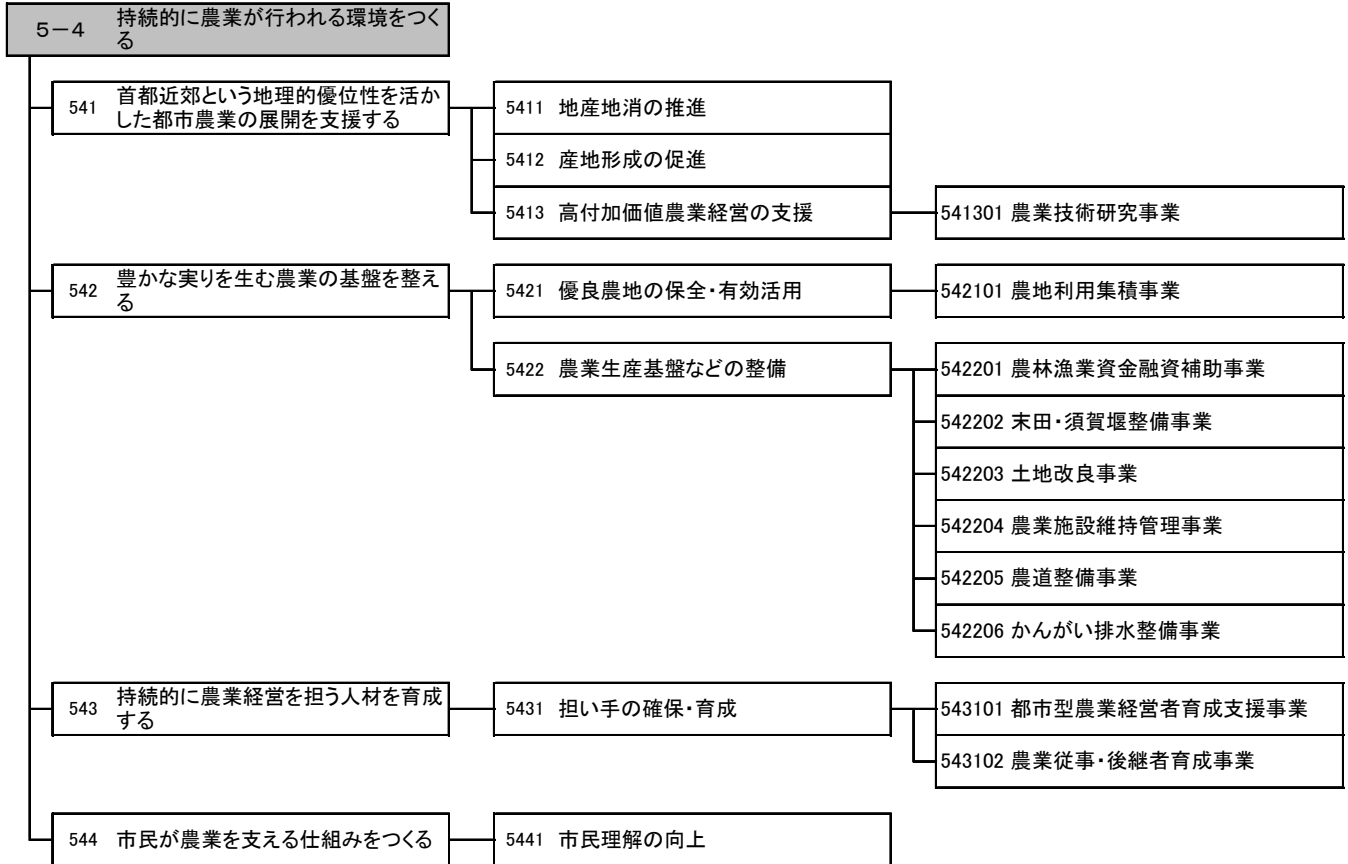 5－4 持続的に農業が行われる環境をつく
る
541 首都近郊という地理的優位性を活か
した都市農業の展開を支援する
5411 地産地消の推進
5412 産地形成の促進
5413 高付加価値農業経営の支援
541301 農業技術研究事業
542 豊かな実りを生む農業の基盤を整え
る
5421 優良農地の保全・有効活用
542101 農地利用集積事業
5422 農業生産基盤などの整備
542201 農林漁業資金融資補助事業
542202 末田・須賀堰整備事業
542203 土地改良事業
542204 農業施設維持管理事業
542205 農道整備事業
542206 かんがい排水整備事業
543 持続的に農業経営を担う人材を育成
する
5431 担い手の確保・育成
543101 都市型農業経営者育成支援事業
543102 農業従事・後継者育成事業
544 市民が農業を支える仕組みをつくる
5441 市民理解の向上